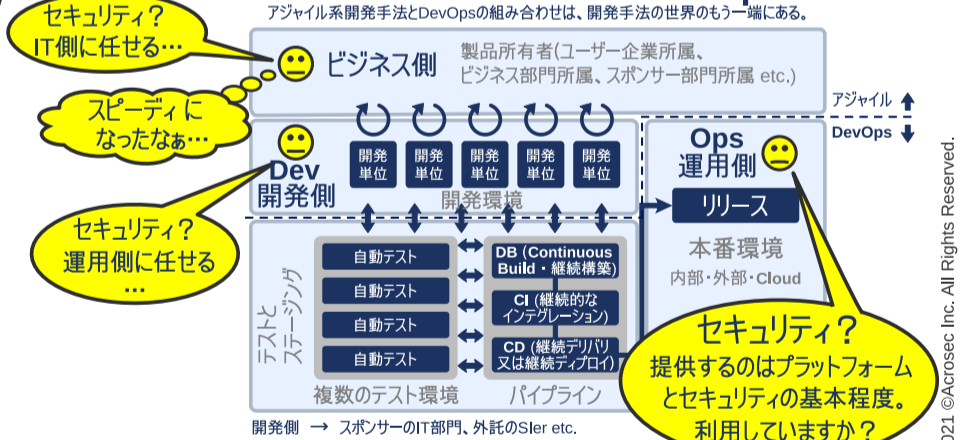 アジャイル系開発手法とDevOpsの組み合わせは、開発手法の世界のもう一端にある。
セキュリティ？
IT側に任せる…
ビジネス側
製品所有者(ユーザー企業所属、
ビジネス部門所属、スポンサー部門所属 etc.)
スピーディに
なったなぁ…
アジャイル
DevOps
Dev
開発側
開発
単位
開発
単位
開発
単位
開発
単位
開発
単位
開発環境
Ops
運用側
リリース
本番環境
内部・外部・Cloud
セキュリティ？
運用側に任せる
…
テストと
ステージング
自動テスト
自動テスト
自動テスト
自動テスト
複数のテスト環境
DB (Continuous
Build・継続構築)
CI (継続的な
インテグレーション)
CD (継続デリバリ
又は継続ディプロイ)
パイプライン
セキュリティ？
提供するのはプラットフォーム
とセキュリティの基本程度。
利用していますか？
開発側 → スポンサーのIT部門、外託のSIer etc.
©Acrosec Inc. All Rights Reserved.